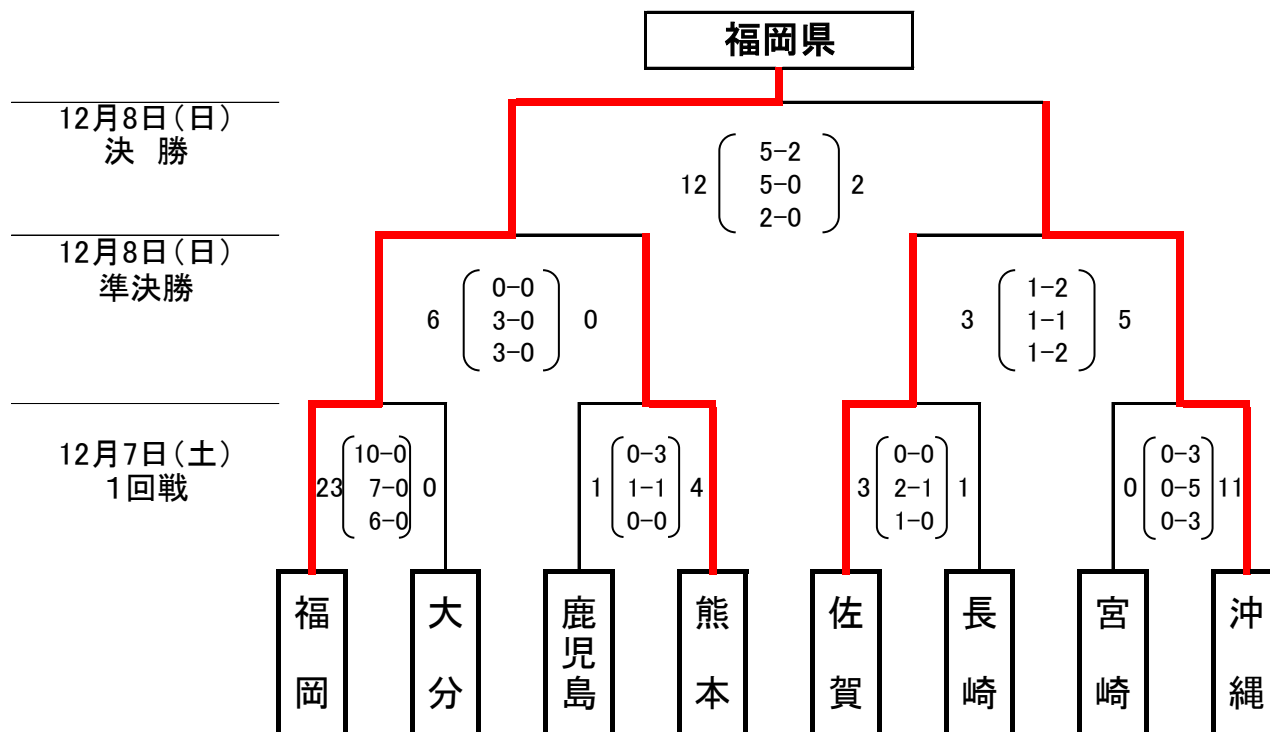 福岡県
12月8日(日)
決 勝
5-2
12 5-0 2
2-0
12月8日(日)
準決勝
0-0
6 3-0 0
3-0
1-2
3 1-1 5
1-2
12月7日(土)
1回戦
10-0
23 7-0 0
6-0
0-3
1 1-1 4
0-0
0-0
3 2-1 1
1-0
0-3
0 0-5 11
0-3
福岡
大分
鹿児島
熊本
佐賀
長崎
宮崎
沖縄